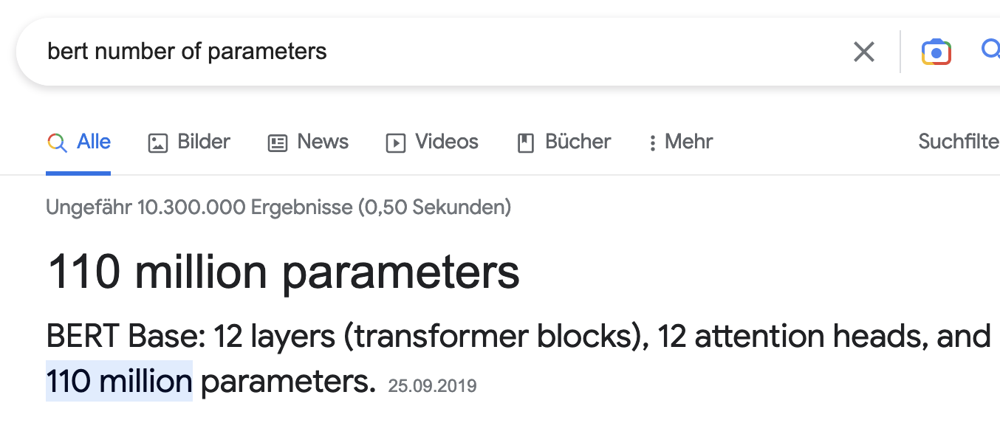 bert number of parameters
Alle Bilder News Videos Bücher Mehr Suchfilte
Ungefähr 10.300.000 Ergebnisse (0,50 Sekunden)
110 million parameters
BERT Base: 12 layers (transformer blocks), 12 attention heads, and
110 million parameters. 25.09.2019